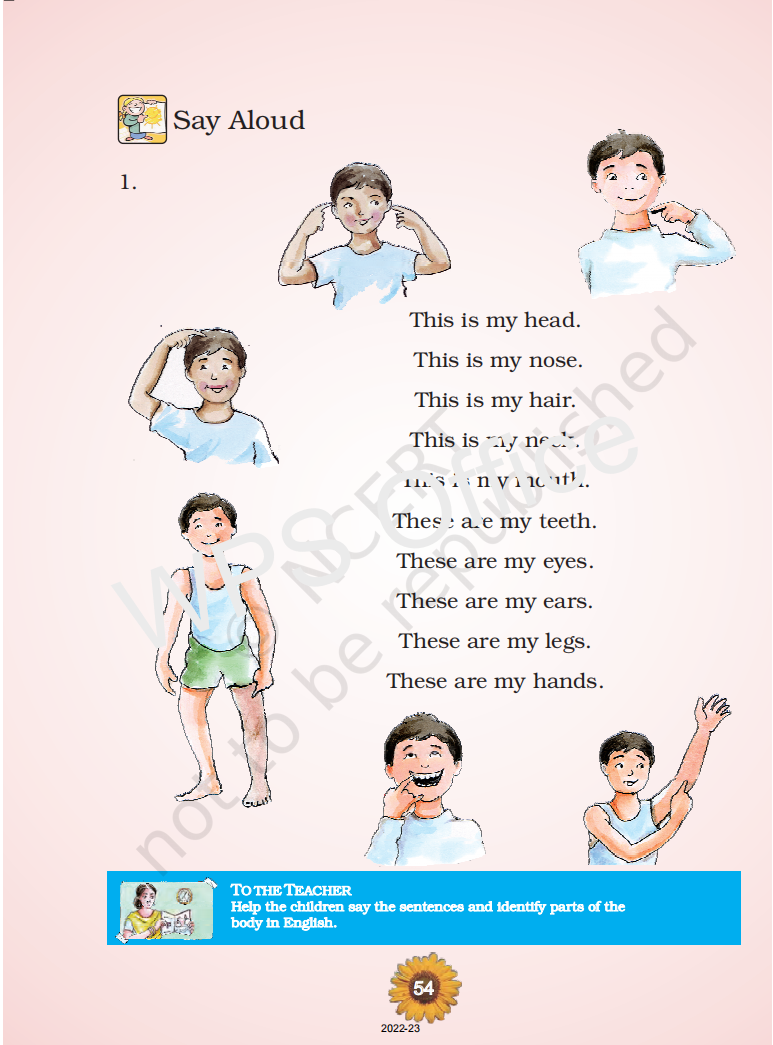 Say Aloud
1.
This is my head.
This is my nose.
This is my hair.
This is my neck.
This is my mouth.
These are my teeth.
These are my eyes.
These are my ears.
These are my legs.
These are my hands.
© NCERT
not to be republished
WPS Office
TO THE TEACHER
Help the children say the sentences and identify parts of the
body in English.
54
2022-23